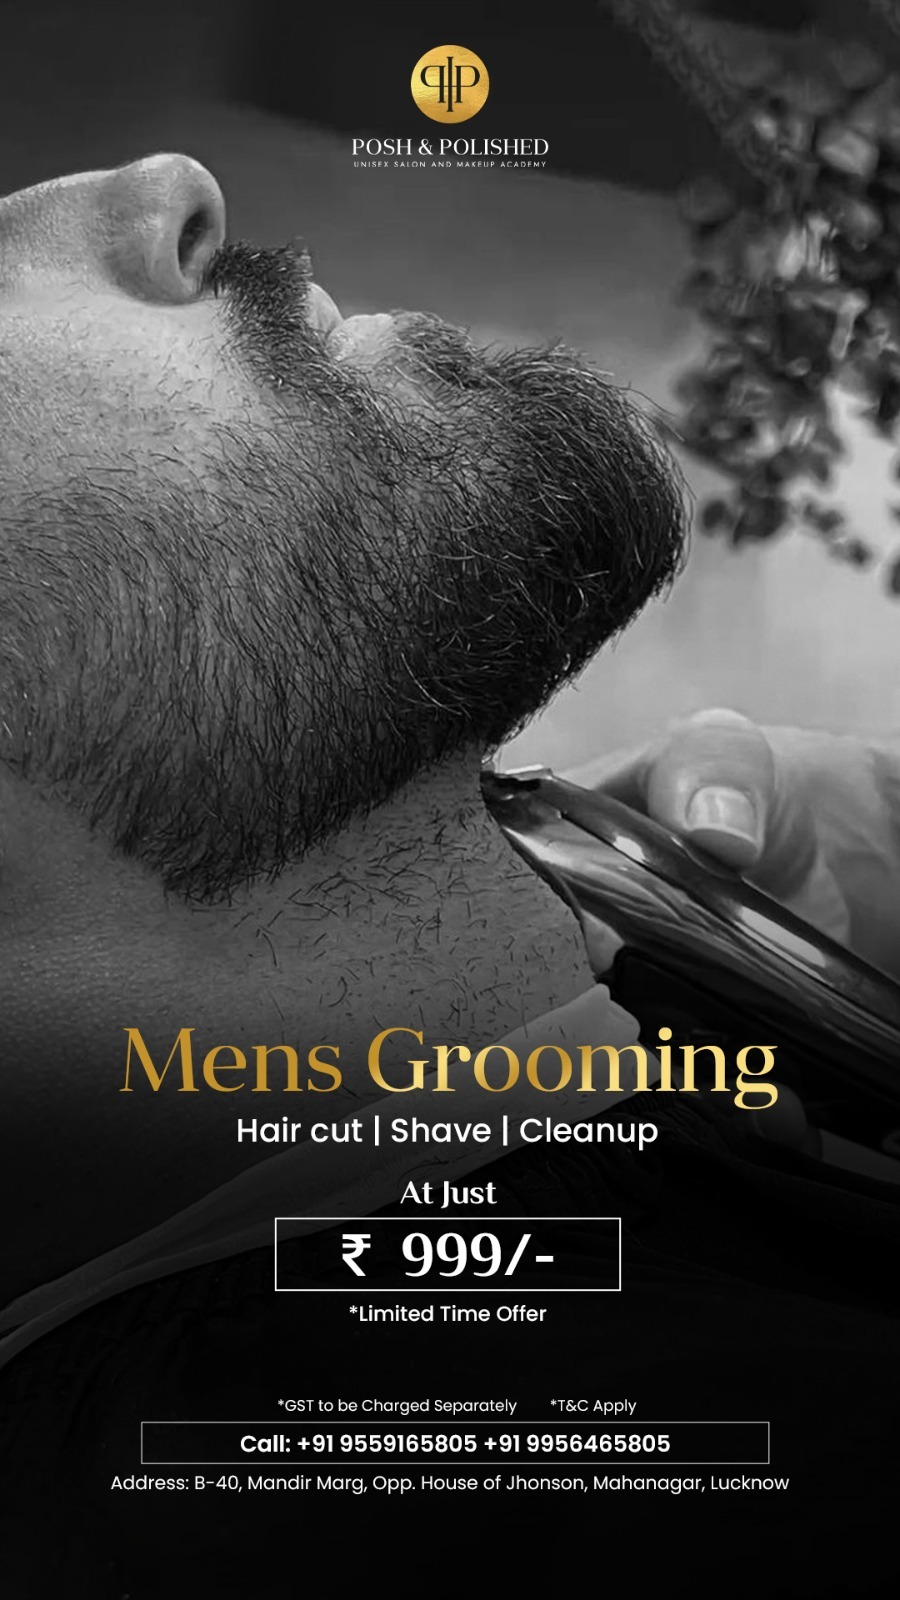 PIP
POSH & POLISHED
UNISEX SALON AND MAKEUP ACADEMY
Mens Grooming
Hair cut | Shave | Cleanup
At Just
₹ 999/-
*Limited Time Offer
*GST to be Charged Separately *T&C Apply
Call: +91 9559165805 +91 9956465805
Address: B-40, Mandir Marg, Opp. House of Jhonson, Mahanagar, Lucknow